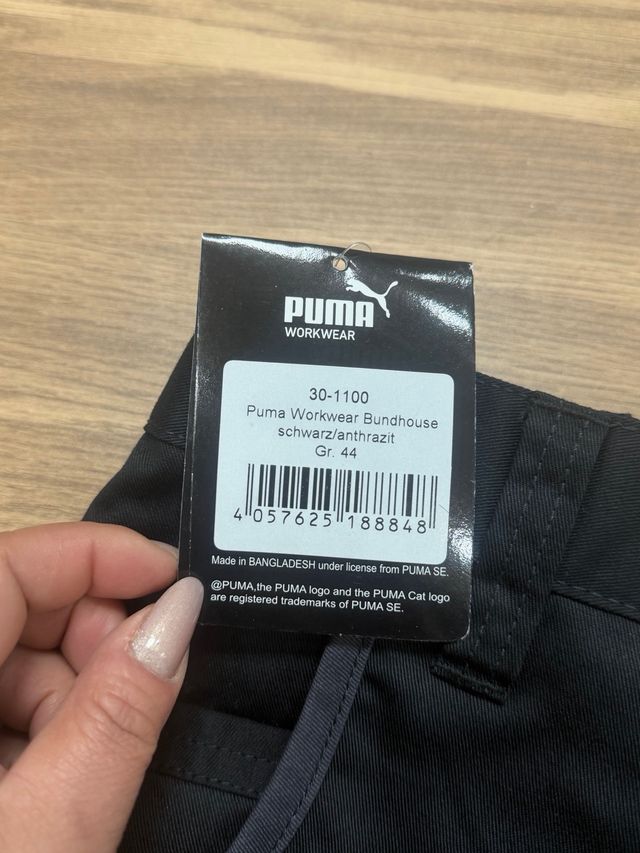 PUMA
WORKWEAR
30-1100
Puma Workwear Bundhouse
schwarz/anthrazit
Gr. 44
4 057625 188848
Made in BANGLADESH under license from PUMA SE.
@PUMA,the PUMA logo and the PUMA Cat logo
are registered trademarks of PUMA SE.